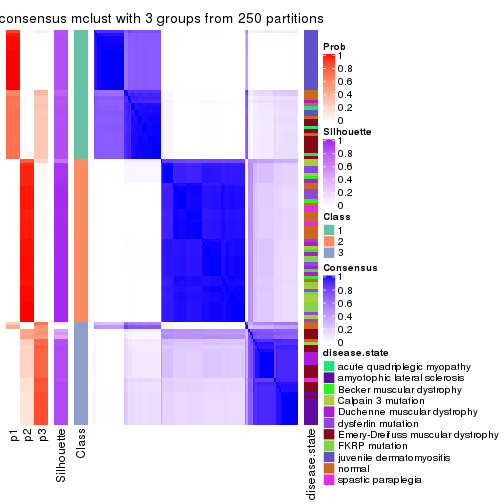 consensus mclust with 3 groups from 250 partitions
Prob
1
0.8
0.6
0.4
0.2
0
Silhouette
1
0.8
0.6
0.4
0.2
0
Class
1
2
3
Consensus
1
0.8
0.6
0.4
0.2
0
disease.state
acute quadriplegic myopathy
amyotophic lateral sclerosis
Becker muscular dystrophy
Calpain 3 mutation
Duchenne muscular dystrophy
dysferlin mutation
Emery-Dreifuss muscular dystrophy
FKRP mutation
juvenile dermatomyositis
normal
spastic paraplegia
p1
p2
p3
Silhouette
Class
disease.state